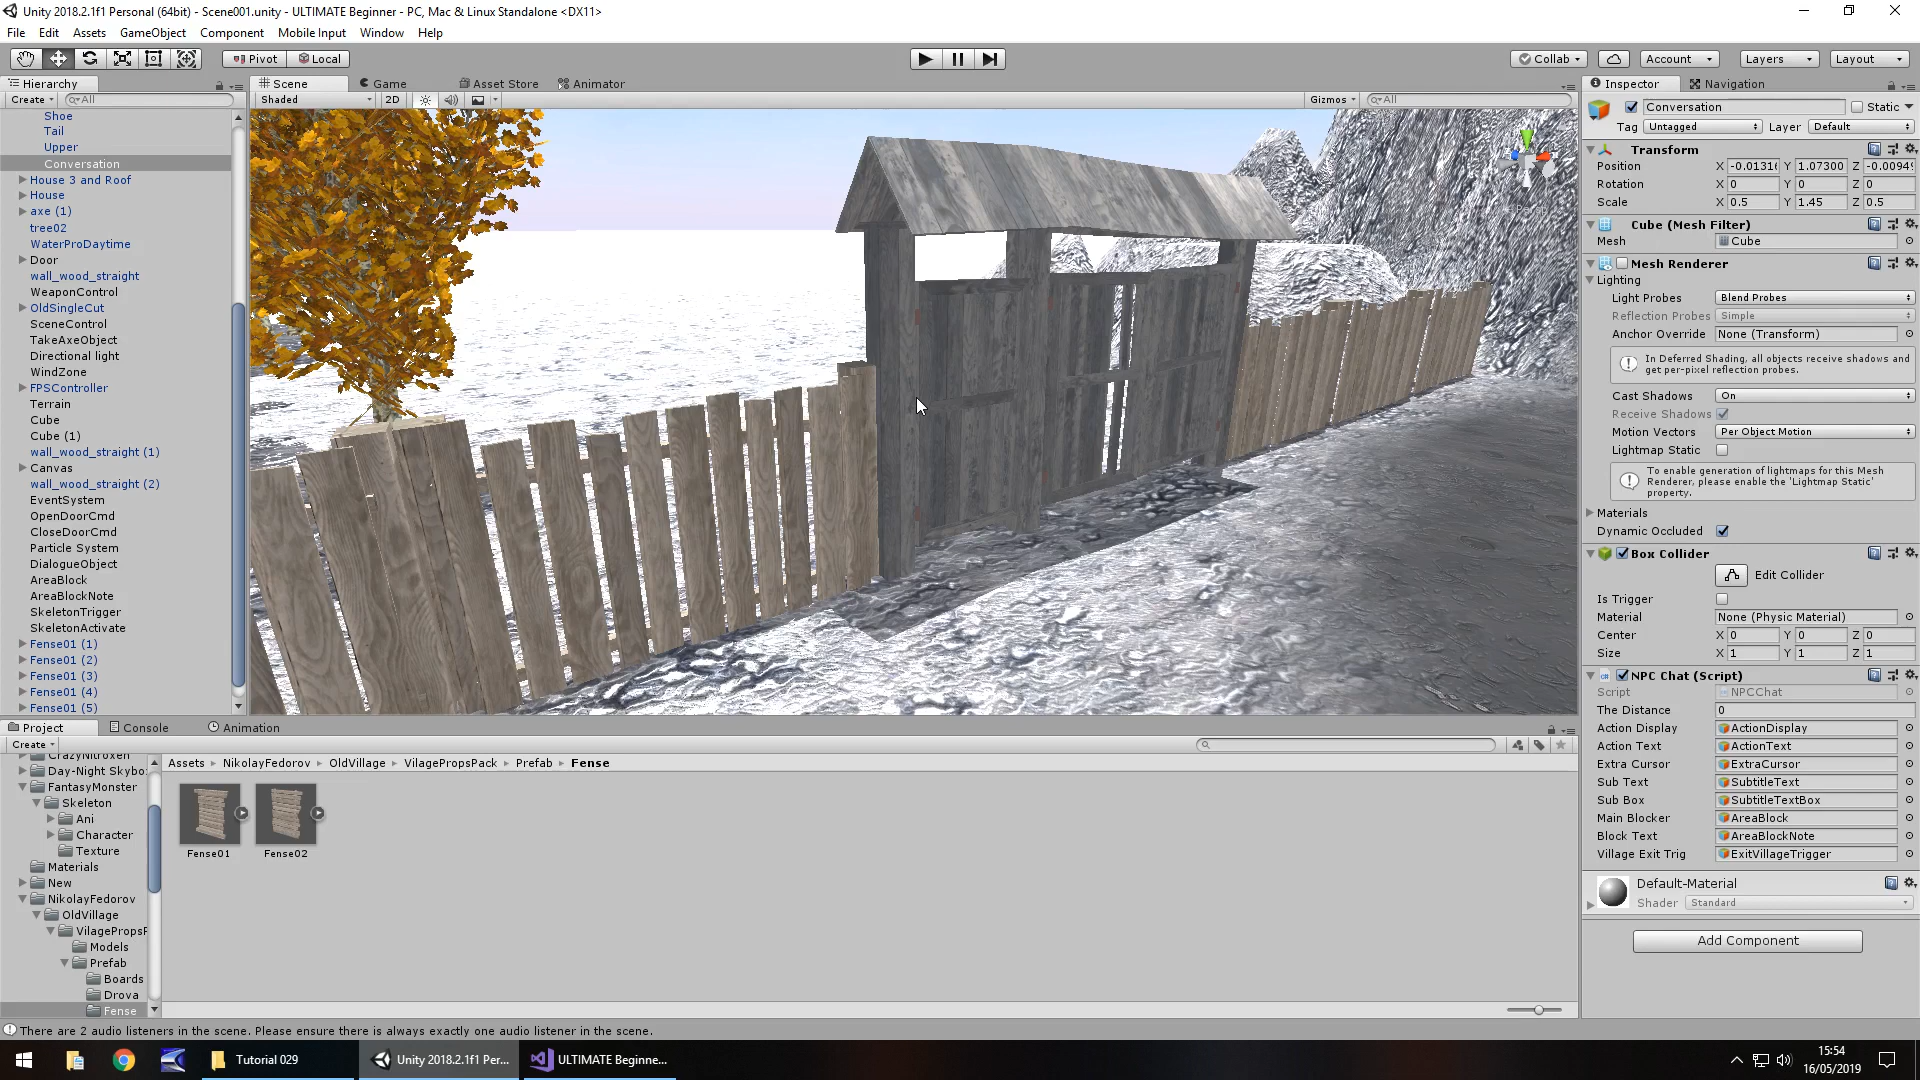 Unity 2018.2.1f1 Personal (64bit) - Scene001.unity - ULTIMATE Beginner - PC, Mac & Linux Standalone <DX11>
File Edit Assets GameObject Component Mobile Input Window Help
Pivot Local Collab Account Layers Layout
Hierarchy
Create All
Shoe
Tail
Upper
Conversation
House 3 and Roof
House
axe (1)
tree02
WaterProDaytime
Door
wall_wood_straight
WeaponControl
OldSingleCut
SceneControl
TakeAxeObject
Directional light
WindZone
FPSController
Terrain
Cube
Cube (1)
wall_wood_straight (1)
Canvas
wall_wood_straight (2)
EventSystem
OpenDoorCmd
CloseDoorCmd
Particle System
DialogueObject
AreaBlock
AreaBlockNote
SkeletonTrigger
SkeletonActivate
Fense01 (1)
Fense01 (2)
Fense01 (3)
Fense01 (4)
Fense01 (5)
Scene Game Asset Store Animator
Shaded 2D Gizmos All
Inspector Navigation
Conversation Static
Tag Untagged Layer Default
Transform
Position X -0.01316 Y 1.07300 Z -0.0094
Rotation X 0 Y 0 Z 0
Scale X 0.5 Y 1.45 Z 0.5
Cube (Mesh Filter)
Mesh Cube
Mesh Renderer
Lighting
Light Probes Blend Probes
Reflection Probes Simple
Anchor Override None (Transform)
In Deferred Shading, all objects receive shadows and
get per-pixel reflection probes.
Cast Shadows On
Receive Shadows
Motion Vectors Per Object Motion
Lightmap Static
To enable generation of lightmaps for this Mesh
Renderer, please enable the 'Lightmap Static'
property.
Materials
Dynamic Occluded
Box Collider
Edit Collider
Is Trigger
Material None (Physic Material)
Center X 0 Y 0 Z 0
Size X 1 Y 1 Z 1
NPC Chat (Script)
Script NPCChat
The Distance 0
Action Display ActionDisplay
Action Text ActionText
Extra Cursor ExtraCursor
Sub Text SubtitleText
Sub Box SubtitleTextBox
Main Blocker AreaBlock
Block Text AreaBlockNote
Village Exit Trig ExitVillageTrigger
Default-Material
Shader Standard
Add Component
Project Console Animation
Create
CrazyNitroxen
Day-Night Skybo
FantasyMonster
Skeleton
Ani
Character
Texture
Materials
New
NikolayFedorov
OldVillage
VilagePropsP
Models
Prefab
Boards
Drova
Fense
Assets NikolayFedorov OldVillage VilagePropsPack Prefab Fense
Fense01 Fense02
There are 2 audio listeners in the scene. Please ensure there is always exactly one audio listener in the scene.
Tutorial 029 Unity 2018.2.1f1 Per... ULTIMATE Beginne...
15:54
16/05/2019